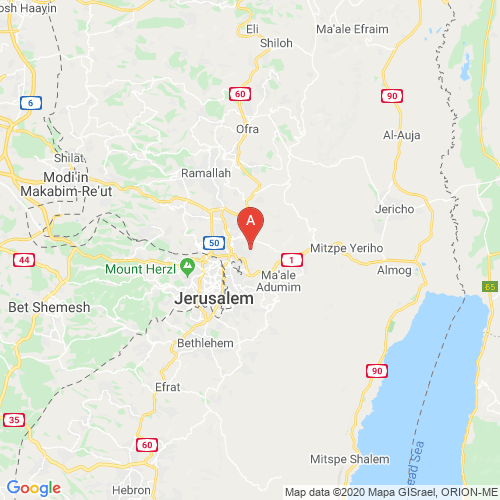 osh Haayin
Eli
Ma'ale Efraim
Shiloh
60
90
6
Ofra
Al-Auja
Shilat
Modi'in
Makabim-Re'ut
Ramallah
Jericho
A
50
Mitzpe Yeriho
44
1
Mount Herzl
Almog
Ma'ale
Adumim
65
Jerusalem
Bet Shemesh
Bethlehem
90
Efrat
35
60
Mitspe Shalem
ead Sea
Google
Hebron
Map data ©2020 Mapa GISrael, ORION-ME